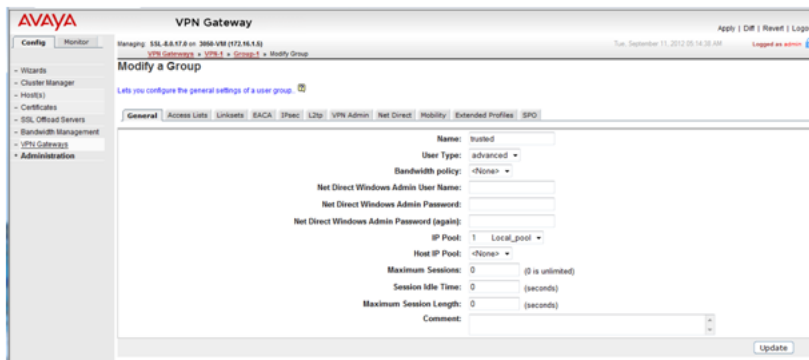 AVAYA
VPN Gateway
Apply | Diff | Revert | Logo
Config Monitor
Managing: SSL-8.0.17.0 on 3050-VM (172.16.1.5)
Tue, September 11, 2012 05:14:38 AM
Logged as admin
VPN Gateways » VPN-1 » Group-1 » Modify Group
Modify a Group
Lets you configure the general settings of a user group.
– Wizards
– Cluster Manager
– Host(s)
– Certificates
– SSL Offload Servers
– Bandwidth Management
– VPN Gateways
Administration
General Access Lists Linksets EACA IPsec L2tp VPN Admin Net Direct Mobility Extended Profiles SPO
Name: trusted
User Type: advanced
Bandwidth policy: <None>
Net Direct Windows Admin User Name:
Net Direct Windows Admin Password:
Net Direct Windows Admin Password (again):
IP Pool: 1 Local_pool
Host IP Pool: <None>
Maximum Sessions: 0 (0 is unlimited)
Session Idle Time: 0 (seconds)
Maximum Session Length: 0 (seconds)
Comment:
Update